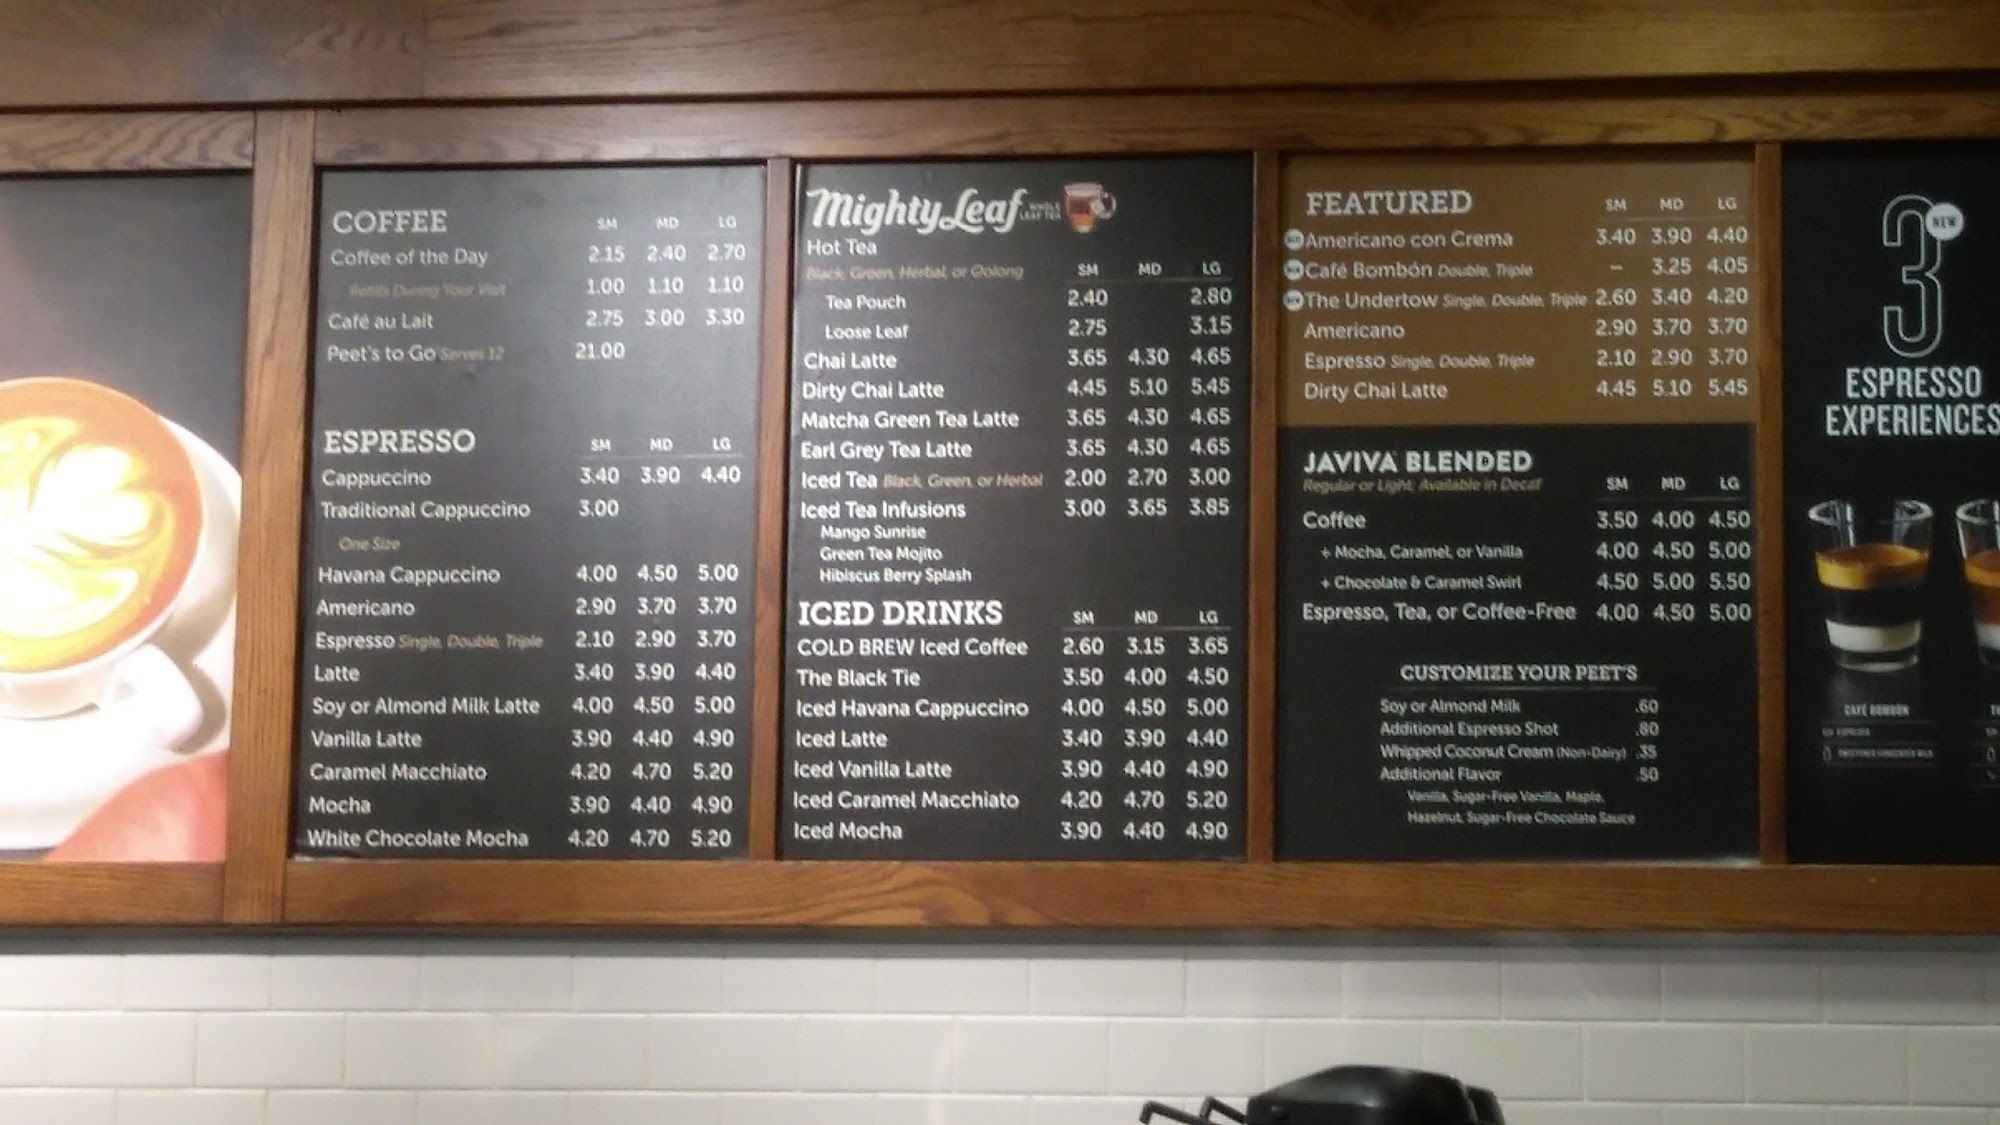 COFFEE SM MD LG
Coffee of the Day 2.15 2.40 2.70
Refills During Your Visit 1.00 1.10 1.10
Café au Lait 2.75 3.00 3.30
Peet's to Go Serves 12 21.00
ESPRESSO SM MD LG
Cappuccino 3.40 3.90 4.40
Traditional Cappuccino 3.00
One Size
Havana Cappuccino 4.00 4.50 5.00
Americano 2.90 3.70 3.70
Espresso Single, Double, Triple 2.10 2.90 3.70
Latte 3.40 3.90 4.40
Soy or Almond Milk Latte 4.00 4.50 5.00
Vanilla Latte 3.90 4.40 4.90
Caramel Macchiato 4.20 4.70 5.20
Mocha 3.90 4.40 4.90
White Chocolate Mocha 4.20 4.70 5.20
Mighty Leaf WHOLE LEAF TEA
Hot Tea
Black, Green, Herbal, or Oolong SM MD LG
Tea Pouch 2.40 2.80
Loose Leaf 2.75 3.15
Chai Latte 3.65 4.30 4.65
Dirty Chai Latte 4.45 5.10 5.45
Matcha Green Tea Latte 3.65 4.30 4.65
Earl Grey Tea Latte 3.65 4.30 4.65
Iced Tea Black, Green, or Herbal 2.00 2.70 3.00
Iced Tea Infusions 3.00 3.65 3.85
Mango Sunrise
Green Tea Mojito
Hibiscus Berry Splash
ICED DRINKS SM MD LG
COLD BREW Iced Coffee 2.60 3.15 3.65
The Black Tie 3.50 4.00 4.50
Iced Havana Cappuccino 4.00 4.50 5.00
Iced Latte 3.40 3.90 4.40
Iced Vanilla Latte 3.90 4.40 4.90
Iced Caramel Macchiato 4.20 4.70 5.20
Iced Mocha 3.90 4.40 4.90
FEATURED SM MD LG
Americano con Crema 3.40 3.90 4.40
Café Bombón Double, Triple – 3.25 4.05
The Undertow Single, Double, Triple 2.60 3.40 4.20
Americano 2.90 3.70 3.70
Espresso Single, Double, Triple 2.10 2.90 3.70
Dirty Chai Latte 4.45 5.10 5.45
JAVIVA BLENDED
Regular or Light; Available in Decaf SM MD LG
Coffee 3.50 4.00 4.50
+ Mocha, Caramel, or Vanilla 4.00 4.50 5.00
+ Chocolate & Caramel Swirl 4.50 5.00 5.50
Espresso, Tea, or Coffee-Free 4.00 4.50 5.00
CUSTOMIZE YOUR PEET'S
Soy or Almond Milk .60
Additional Espresso Shot .80
Whipped Coconut Cream (Non-Dairy) .35
Additional Flavor .50
Vanilla, Sugar-Free Vanilla, Maple,
Hazelnut, Sugar-Free Chocolate Sauce
3 NEW
ESPRESSO
EXPERIENCES
CAFÉ BOMBÓN
ESPRESSO
SWEETENED CONDENSED MILK